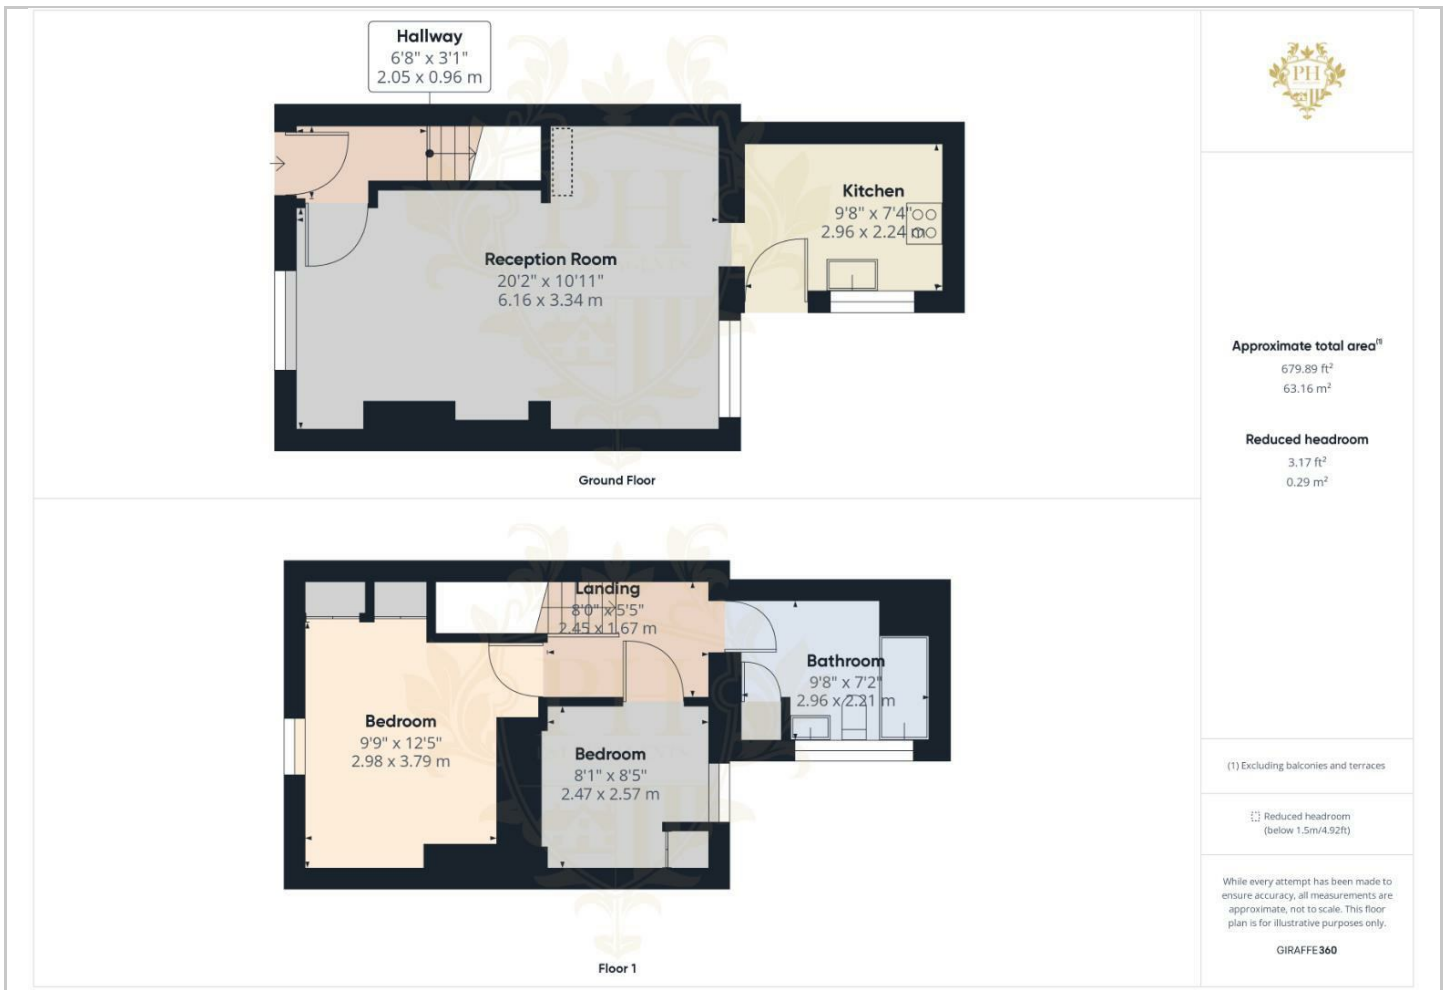 Hallway
6'8" x 3'1"
2.05 x 0.96 m
Kitchen
9'8" x 7'4"
2.96 x 2.24 m
Reception Room
20'2" x 10'11"
6.16 x 3.34 m
Ground Floor
Landing
8'0" x 5'5"
2.45 x 1.67 m
Bathroom
9'8" x 7'2"
2.96 x 2.21 m
Bedroom
9'9" x 12'5"
2.98 x 3.79 m
Bedroom
8'1" x 8'5"
2.47 x 2.57 m
Floor 1
PH
Approximate total area(1)
679.89 ft²
63.16 m²
Reduced headroom
3.17 ft²
0.29 m²
(1) Excluding balconies and terraces
Reduced headroom
(below 1.5m/4.92ft)
While every attempt has been made to
ensure accuracy, all measurements are
approximate, not to scale. This floor
plan is for illustrative purposes only.
GIRAFFE360